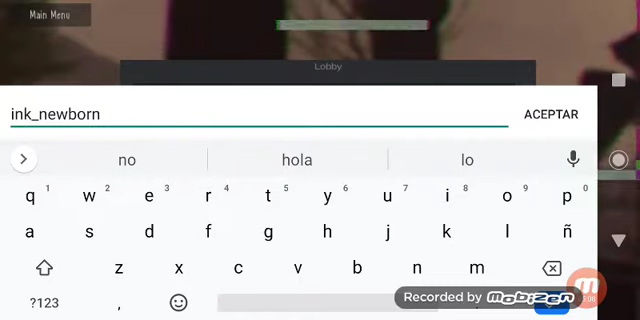 Main Menu
Lobby
ink_newborn
ACEPTAR
no hola lo
q 1 w 2 e 3 r 4 t 5 y 6 u 7 i 8 o 9 p 0
a s d f g h j k l ñ
z x c v b n m
?123 ,
Recorded by Mobizen